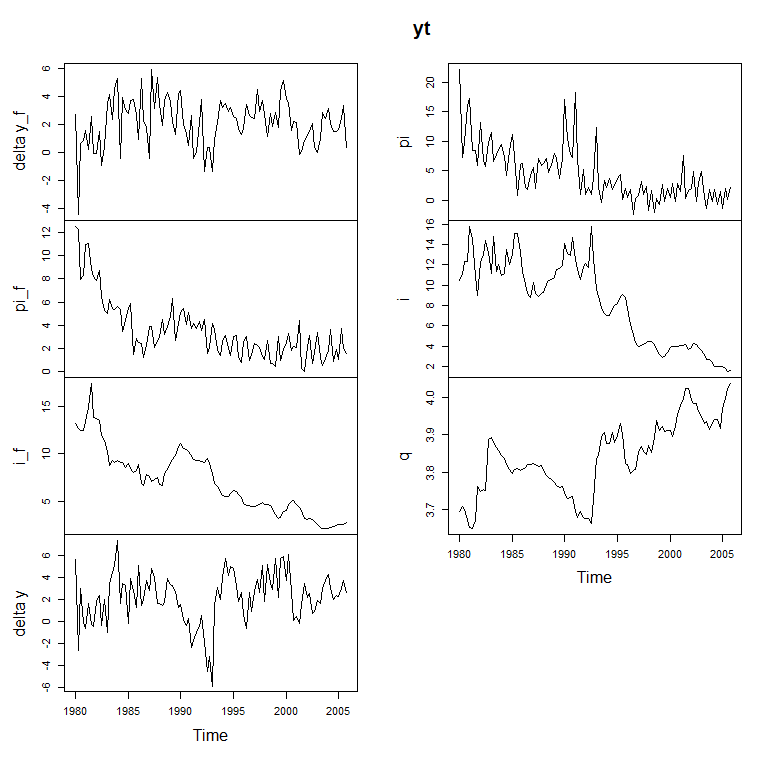 yt
delta y_f
-4 -2 0 2 4 6
pi_f
0 2 4 6 8 10 12
i_f
5 10 15
delta y
-6 -4 -2 0 2 4 6
1980 1985 1990 1995 2000 2005
Time
pi
0 5 10 15 20
i
2 4 6 8 10 12 14 16
q
3.7 3.8 3.9 4.0
1980 1985 1990 1995 2000 2005
Time